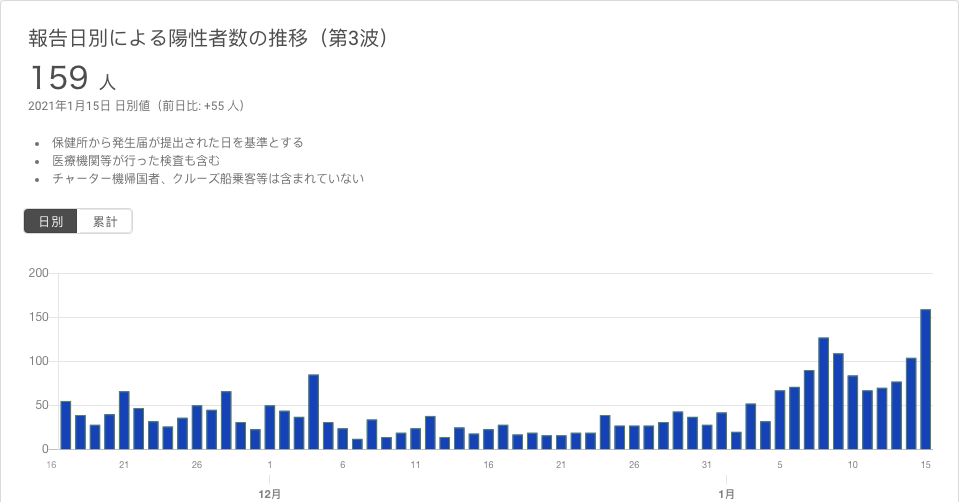 報告日別による陽性者数の推移（第3波）
159 人
2021年1月15日 日別値（前日比: +55 人）
• 保健所から発生届が提出された日を基準とする
• 医療機関等が行った検査も含む
• チャーター機帰国者、クルーズ船乗客等は含まれていない
日別 累計
200
150
100
50
0
16 21 26 1 6 11 16 21 26 31 5 10 15
12月 1月